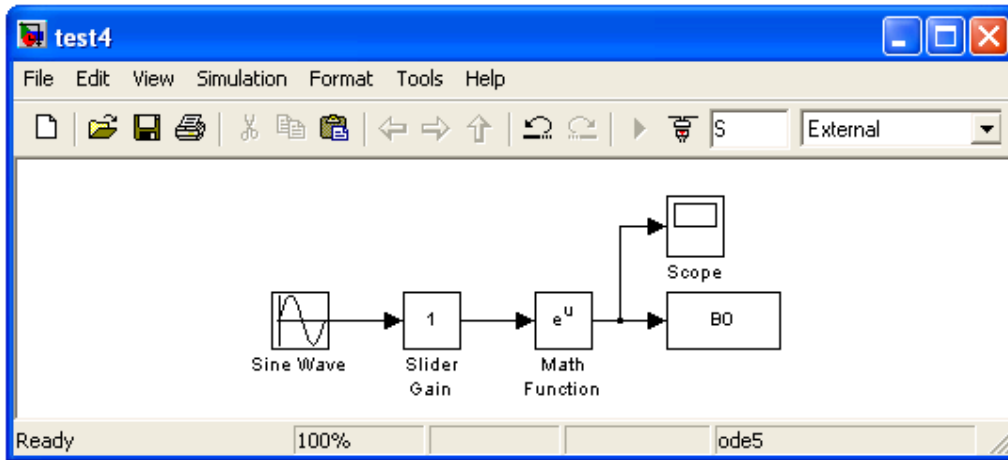 test4
File Edit View Simulation Format Tools Help
S External
Scope
1 e^u BO
Sine Wave Slider Gain Math Function
Ready 100% ode5